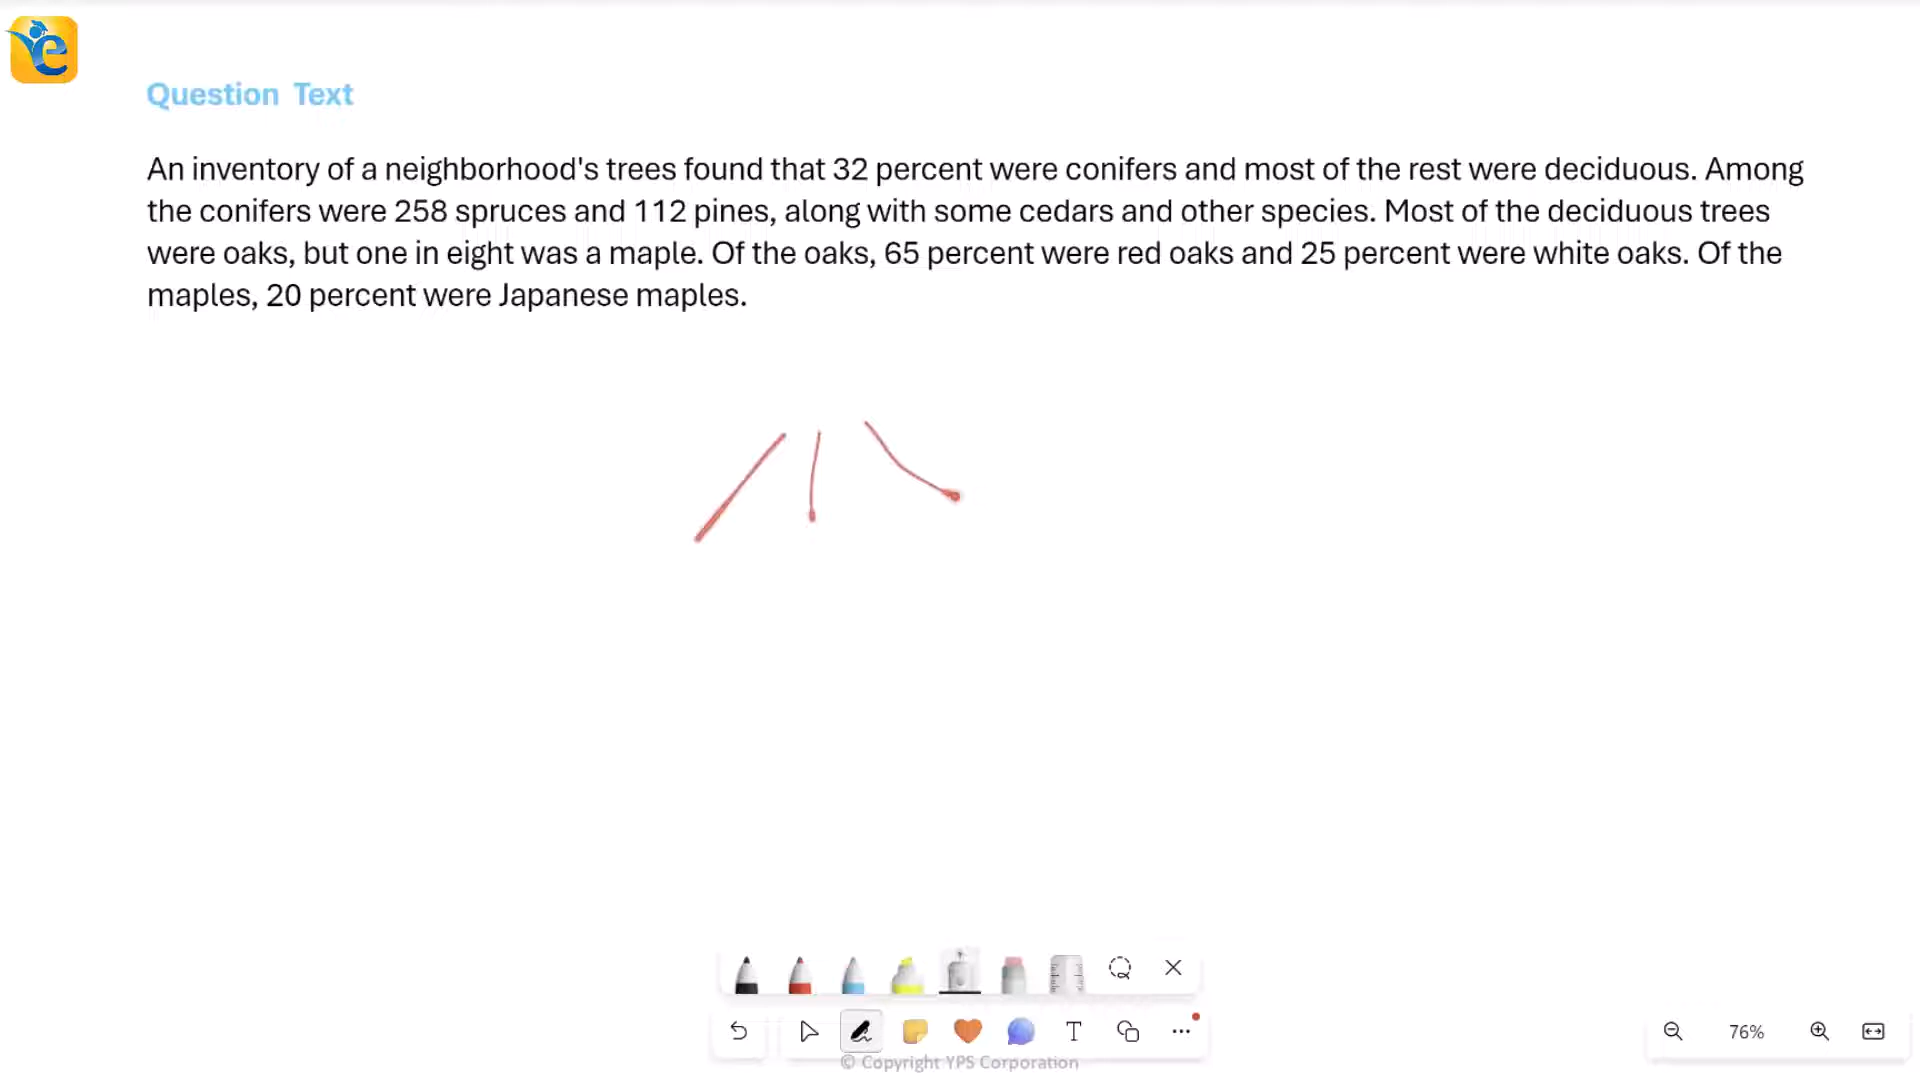 Question Text
An inventory of a neighborhood's trees found that 32 percent were conifers and most of the rest were deciduous. Among
the conifers were 258 spruces and 112 pines, along with some cedars and other species. Most of the deciduous trees
were oaks, but one in eight was a maple. Of the oaks, 65 percent were red oaks and 25 percent were white oaks. Of the
maples, 20 percent were Japanese maples.
76%
© Copyright YPS Corporation